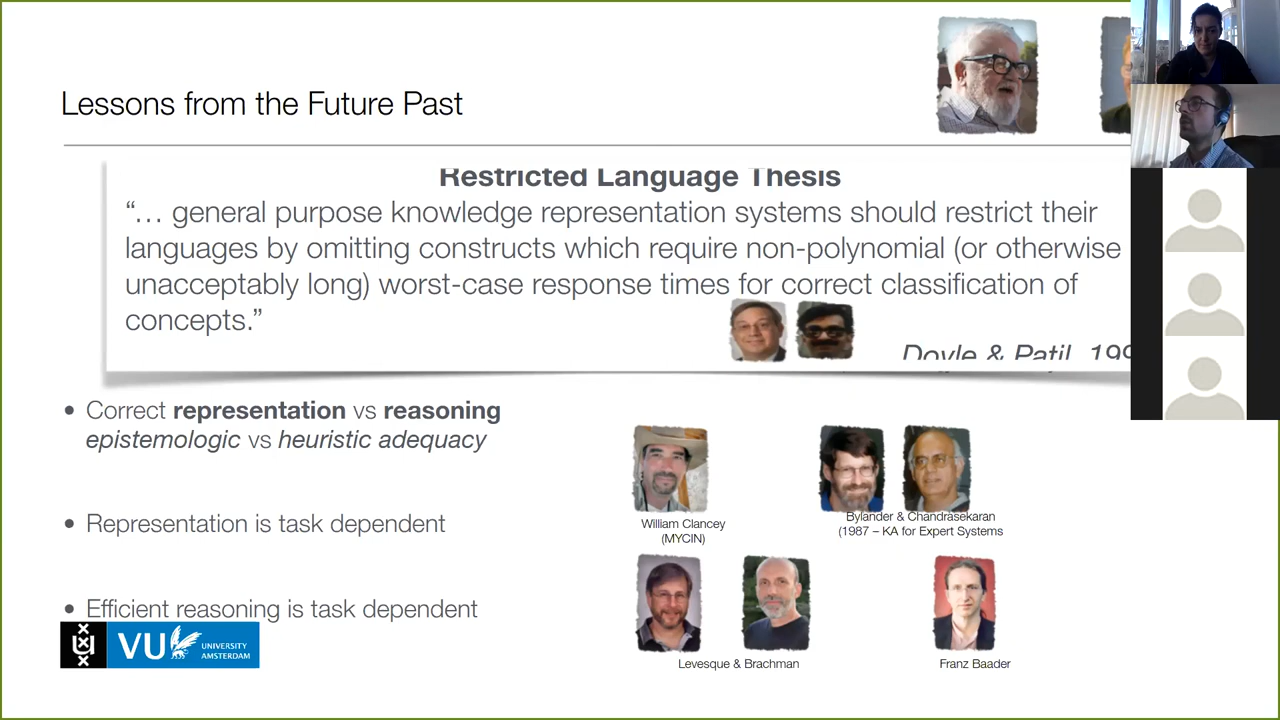 Lessons from the Future Past
Restricted Language Thesis
“… general purpose knowledge representation systems should restrict their
languages by omitting constructs which require non-polynomial (or otherwise
unacceptably long) worst-case response times for correct classification of
concepts.”
Doyle & Patil, 199
• Correct representation vs reasoning
epistemologic vs heuristic adequacy
• Representation is task dependent
• Efficient reasoning is task dependent
William Clancey
(MYCIN)
Bylander & Chandrasekaran
(1987 – KA for Expert Systems
Levesque & Brachman
Franz Baader
VU
UNIVERSITY
AMSTERDAM